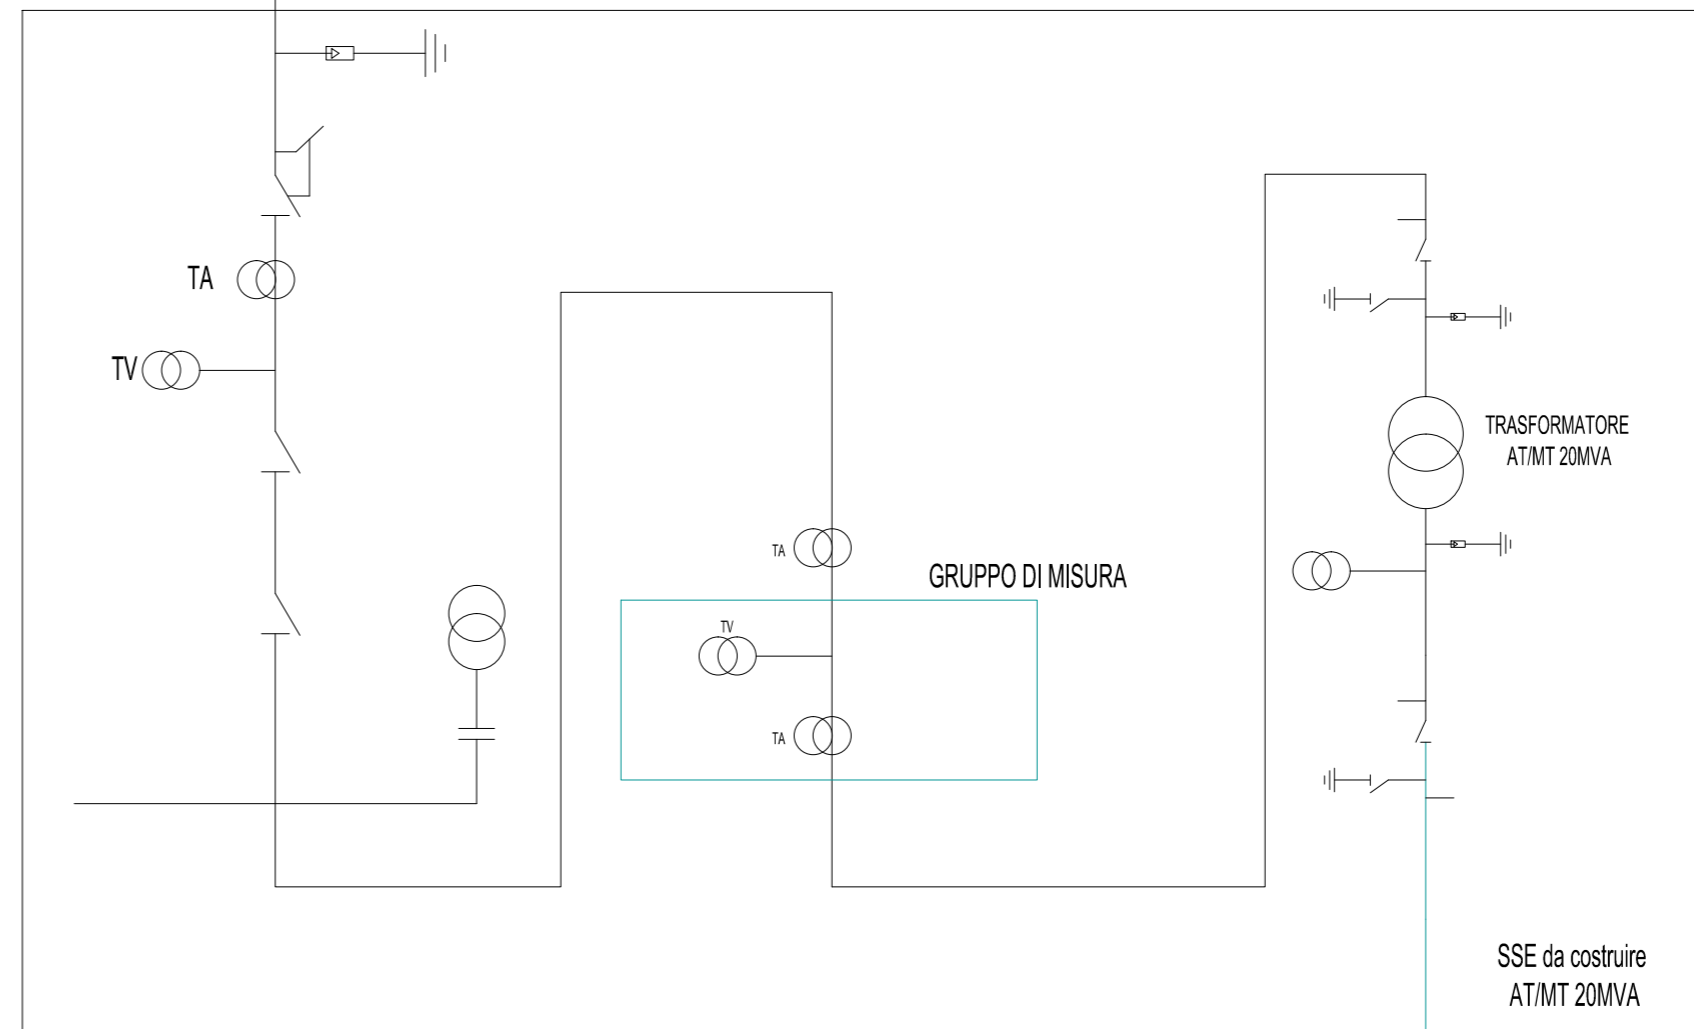 TA
TV
TRASFORMATORE
AT/MT 20MVA
TA
GRUPPO DI MISURA
TV
TA
SSE da costruire
AT/MT 20MVA